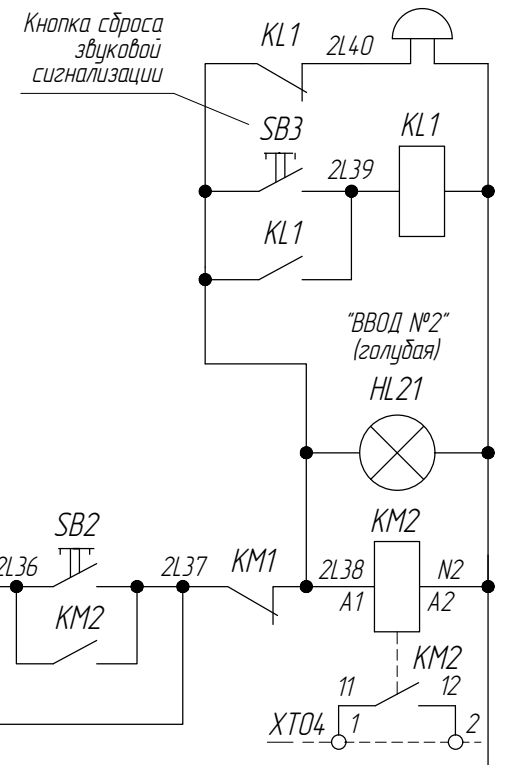 Кнопка сброса
звуковой
сигнализации
KL1
2L40
SB3
KL1
2L39
KL1
"ВВОД №2"
(голубая)
HL21
SB2
KM2
2L36
2L37
KM1
2L38
N2
KM2
A1
A2
KM2
11
12
XT04
1
2